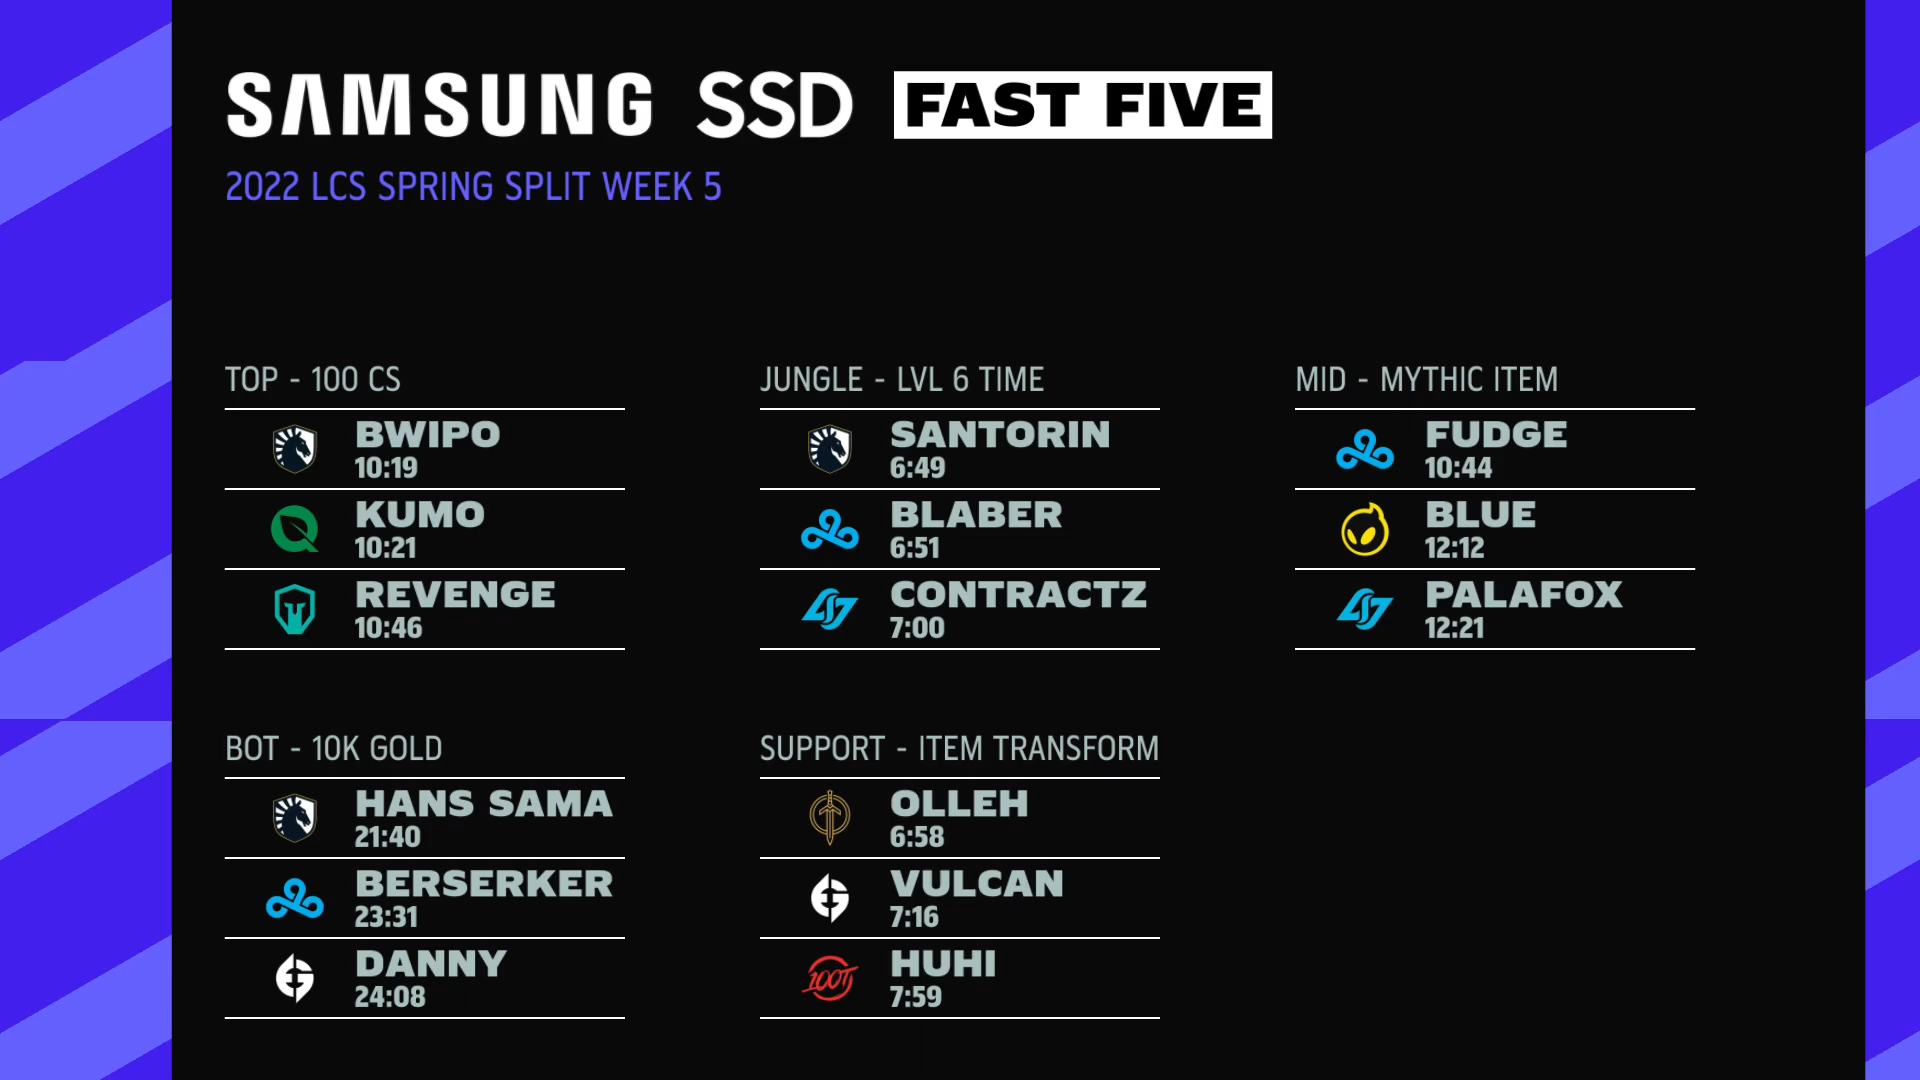 SAMSUNG SSD FAST FIVE
2022 LCS SPRING SPLIT WEEK 5
TOP - 100 CS
BWIPO
10:19
KUMO
10:21
REVENGE
10:46
JUNGLE - LVL 6 TIME
SANTORIN
6:49
BLABER
6:51
CONTRACTZ
7:00
MID - MYTHIC ITEM
FUDGE
10:44
BLUE
12:12
PALAFOX
12:21
BOT - 10K GOLD
HANS SAMA
21:40
BERSERKER
23:31
DANNY
24:08
SUPPORT - ITEM TRANSFORM
OLLEH
6:58
VULCAN
7:16
100T
HUHI
7:59